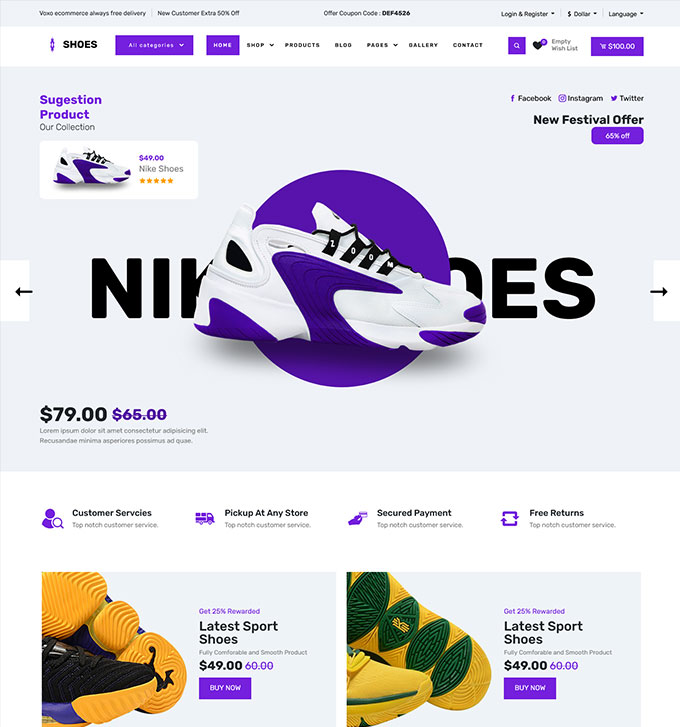 Voxo ecommerce always free delivery
New Customer Extra 50% Off
Offer Coupon Code : DEF4526
Login & Register
$ Dollar
Language
SHOES
All categories
HOME
SHOP
PRODUCTS
BLOG
PAGES
GALLERY
CONTACT
0
Empty
Wish List
$100.00
Sugestion
Product
Our Collection
$49.00
Nike Shoes
Facebook
Instagram
Twitter
New Festival Offer
65% off
ZOOM
$79.00 $65.00
Lorem ipsum dolor sit amet consectetur adipisicing elit.
Recusandae minima asperiores possimus ad quae.
Customer Servcies
Top notch customer service.
Pickup At Any Store
Top notch customer service.
Secured Payment
Top notch customer service.
Free Returns
Top notch customer service.
Get 25% Rewarded
Latest Sport
Shoes
Fully Comforable and Smooth Product
$49.00 60.00
BUY NOW
Get 25% Rewarded
Latest Sport
Shoes
Fully Comforable and Smooth Product
$49.00 60.00
BUY NOW